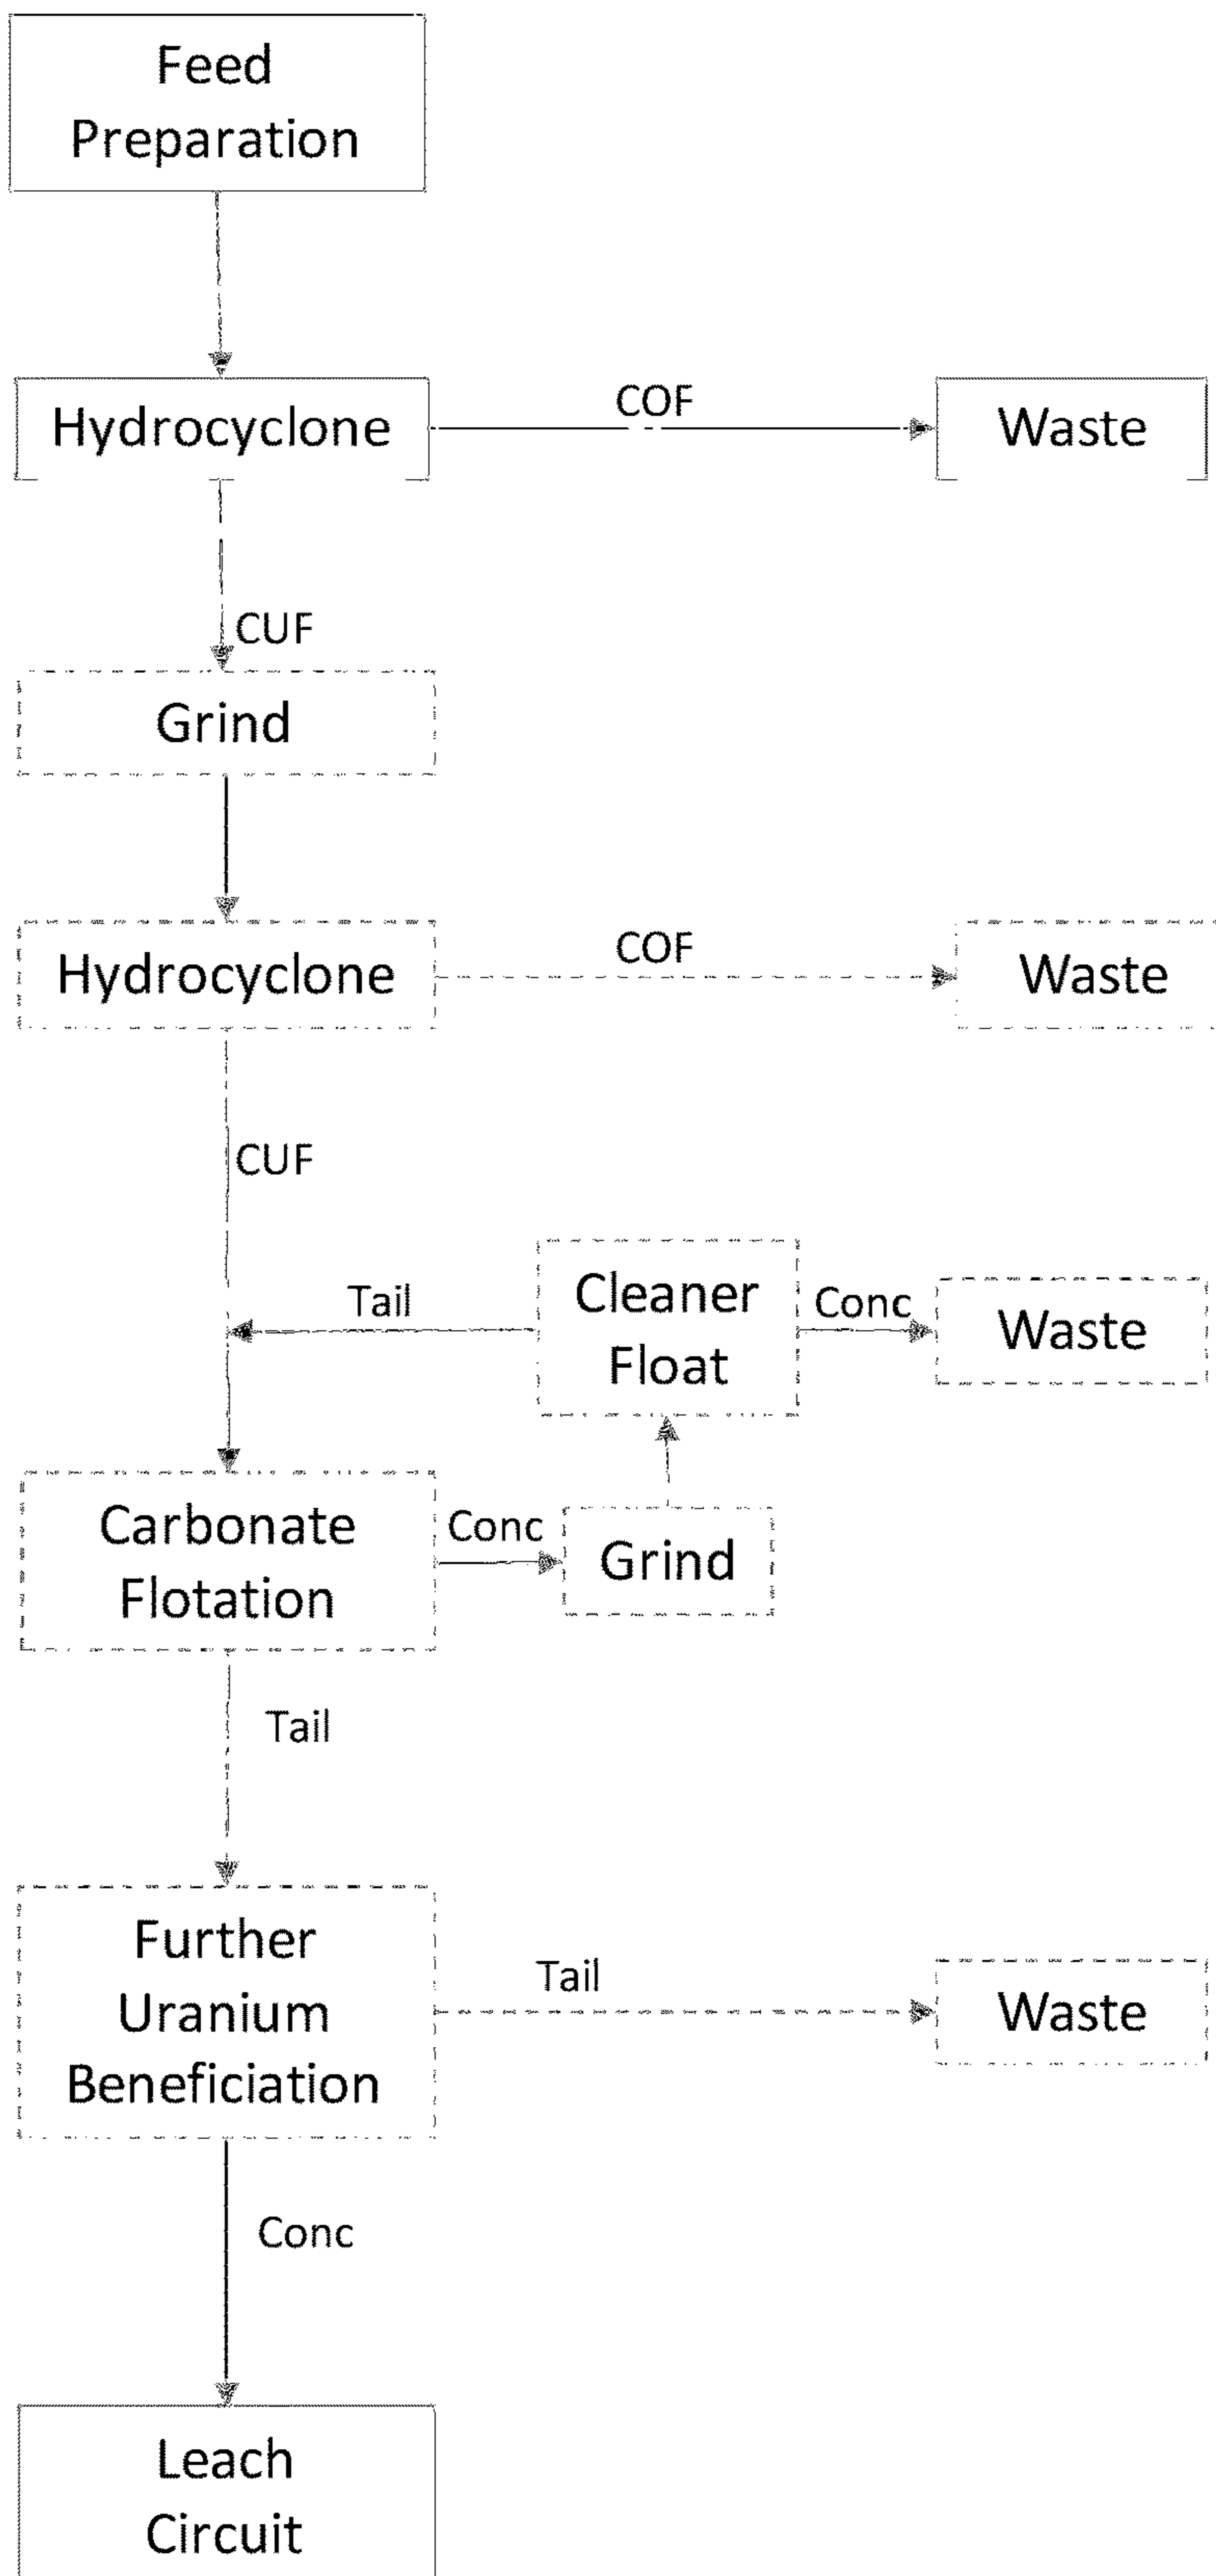 Feed
Preparation
Hydrocyclone
COF
Waste
CUF
Grind
Hydrocyclone
COF
Waste
CUF
Tail
Cleaner
Float
Conc
Waste
Carbonate
Flotation
Conc
Grind
Tail
Further
Uranium
Beneficiation
Tail
Waste
Conc
Leach
Circuit